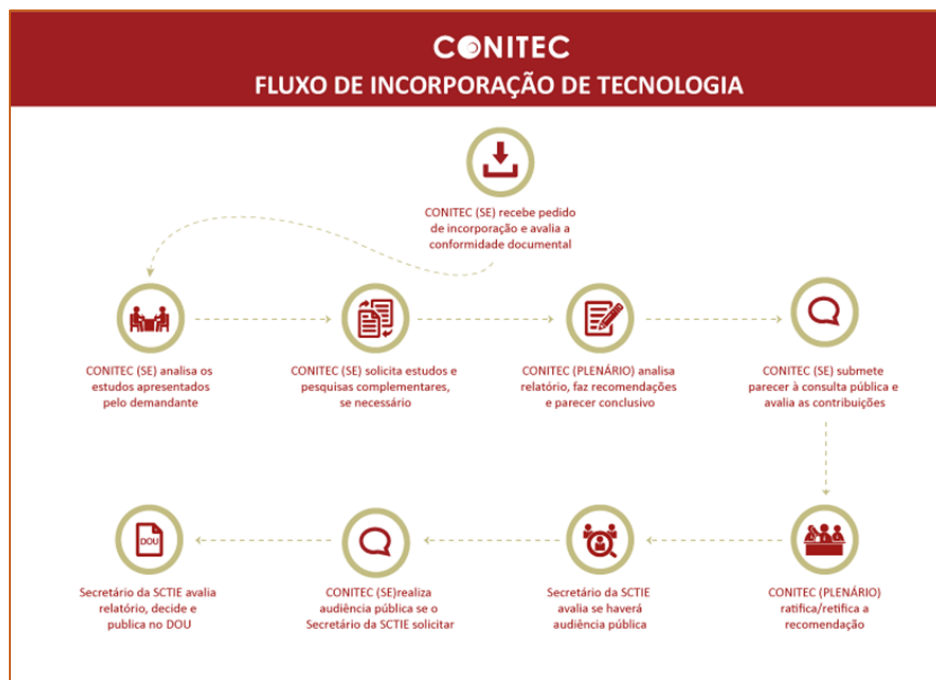 CONITEC
FLUXO DE INCORPORAÇÃO DE TECNOLOGIA
CONITEC (SE) recebe pedido
de incorporação e avalia a
conformidade documental
CONITEC (SE) analisa os
estudos apresentados
pelo demandante
CONITEC (SE) solicita estudos e
pesquisas complementares,
se necessário
CONITEC (PLENÁRIO) analisa
relatório, faz recomendações
e parecer conclusivo
CONITEC (SE) submete
parecer à consulta pública e
avalia as contribuições
DOU
Secretário da SCTIE avalia
relatório, decide e
publica no DOU
CONITEC (SE)realiza
audiência pública se o
Secretário da SCTIE solicitar
Secretário da SCTIE
avalia se haverá
audiência pública
CONITEC (PLENÁRIO)
ratifica/retifica a
recomendação